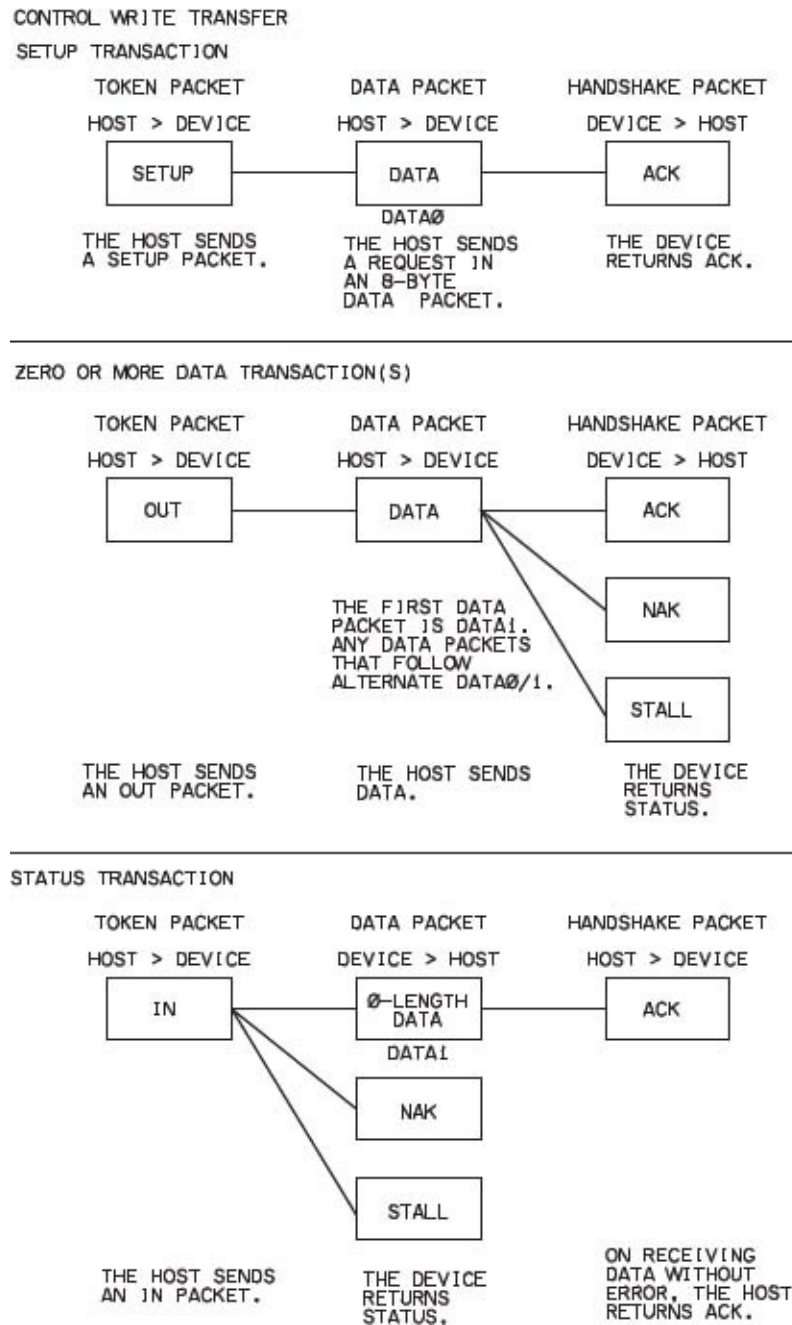 CONTROL WRITE TRANSFER
SETUP TRANSACTION
TOKEN PACKET DATA PACKET HANDSHAKE PACKET
HOST > DEVICE HOST > DEVICE DEVICE > HOST
SETUP DATA ACK
DATAØ
THE HOST SENDS
A SETUP PACKET.
THE HOST SENDS
A REQUEST IN
AN 8-BYTE
DATA PACKET.
THE DEVICE
RETURNS ACK.
ZERO OR MORE DATA TRANSACTION(S)
TOKEN PACKET DATA PACKET HANDSHAKE PACKET
HOST > DEVICE HOST > DEVICE DEVICE > HOST
OUT DATA ACK
NAK
STALL
THE FIRST DATA
PACKET IS DATA1.
ANY DATA PACKETS
THAT FOLLOW
ALTERNATE DATAØ/1.
THE HOST SENDS
AN OUT PACKET.
THE HOST SENDS
DATA.
THE DEVICE
RETURNS
STATUS.
STATUS TRANSACTION
TOKEN PACKET DATA PACKET HANDSHAKE PACKET
HOST > DEVICE DEVICE > HOST HOST > DEVICE
IN
Ø-LENGTH
DATA
ACK
DATA1
NAK
STALL
THE HOST SENDS
AN IN PACKET.
THE DEVICE
RETURNS
STATUS.
ON RECEIVING
DATA WITHOUT
ERROR, THE HOST
RETURNS ACK.